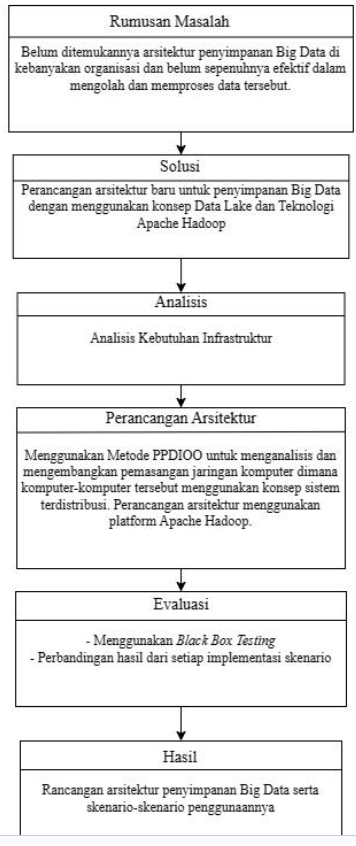 Rumusan Masalah
Belum ditemukannya arsitektur penyimpanan Big Data di
kebanyakan organisasi dan belum sepenuhnya efektif dalam
mengolah dan memproses data tersebut.
Solusi
Perancangan arsitektur baru untuk penyimpanan Big Data
dengan menggunakan konsep Data Lake dan Teknologi
Apache Hadoop
Analisis
Analisis Kebutuhan Infrastruktur
Perancangan Arsitektur
Menggunakan Metode PPDIOO untuk menganalisis dan
mengembangkan pemasangan jaringan komputer dimana
komputer-komputer tersebut menggunakan konsep sistem
terdistribusi. Perancangan arsitektur menggunakan
platform Apache Hadoop.
Evaluasi
- Menggunakan Black Box Testing
- Perbandingan hasil dari setiap implementasi skenario
Hasil
Rancangan arsitektur penyimpanan Big Data serta
skenario-skenario penggunaannya